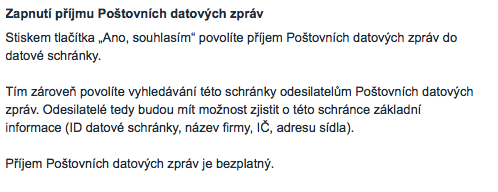 Zapnutí příjmu Poštovních datových zpráv
Stiskem tlačítka „Ano, souhlasím“ povolíte příjem Poštovních datových zpráv do
datové schránky.
Tím zároveň povolíte vyhledávání této schránky odesilatelům Poštovních datových
zpráv. Odesilatelé tedy budou mít možnost zjistit o této schránce základní
informace (ID datové schránky, název firmy, IČ, adresu sídla).
Příjem Poštovních datových zpráv je bezplatný.